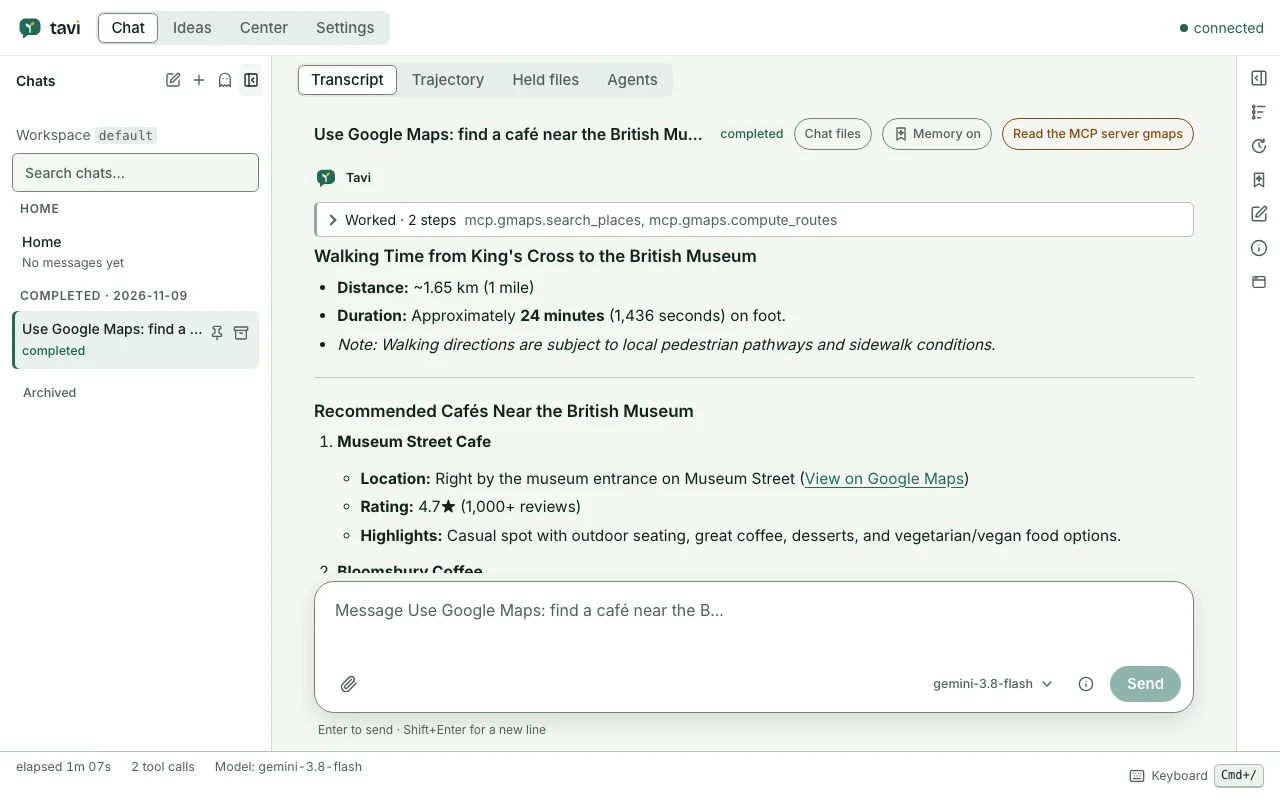 tavi
Chat
Ideas
Center
Settings
connected
Chats
Workspace default
Search chats...
HOME
Home
No messages yet
COMPLETED · 2026-11-09
Use Google Maps: find a ...
completed
Archived
Transcript
Trajectory
Held files
Agents
Use Google Maps: find a café near the British Mu...
completed
Chat files
Memory on
Read the MCP server gmaps
Tavi
Worked · 2 steps mcp.gmaps.search_places, mcp.gmaps.compute_routes
Walking Time from King's Cross to the British Museum
• Distance: ~1.65 km (1 mile)
• Duration: Approximately 24 minutes (1,436 seconds) on foot.
• Note: Walking directions are subject to local pedestrian pathways and sidewalk conditions.
Recommended Cafés Near the British Museum
1. Museum Street Cafe
◦ Location: Right by the museum entrance on Museum Street (View on Google Maps)
◦ Rating: 4.7★ (1,000+ reviews)
◦ Highlights: Casual spot with outdoor seating, great coffee, desserts, and vegetarian/vegan food options.
2. Bloomsbury Coffee
Message Use Google Maps: find a café near the B...
gemini-3.8-flash
Send
Enter to send · Shift+Enter for a new line
elapsed 1m 07s
2 tool calls
Model: gemini-3.8-flash
Keyboard
Cmd+/